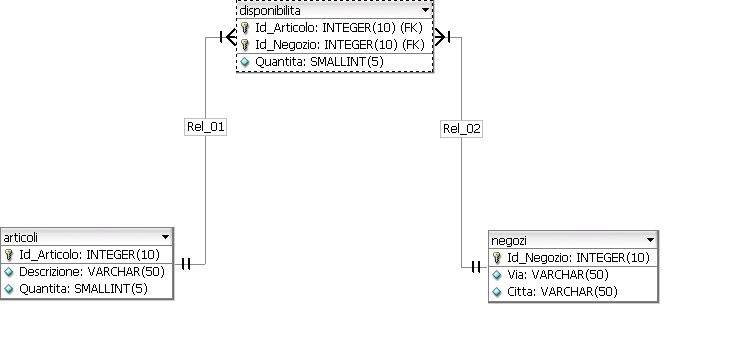 disponibilita
Id_Articolo: INTEGER(10) (FK)
Id_Negozio: INTEGER(10) (FK)
Quantita: SMALLINT(5)
Rel_01
Rel_02
articoli
Id_Articolo: INTEGER(10)
Descrizione: VARCHAR(50)
Quantita: SMALLINT(5)
negozi
Id_Negozio: INTEGER(10)
Via: VARCHAR(50)
Citta: VARCHAR(50)